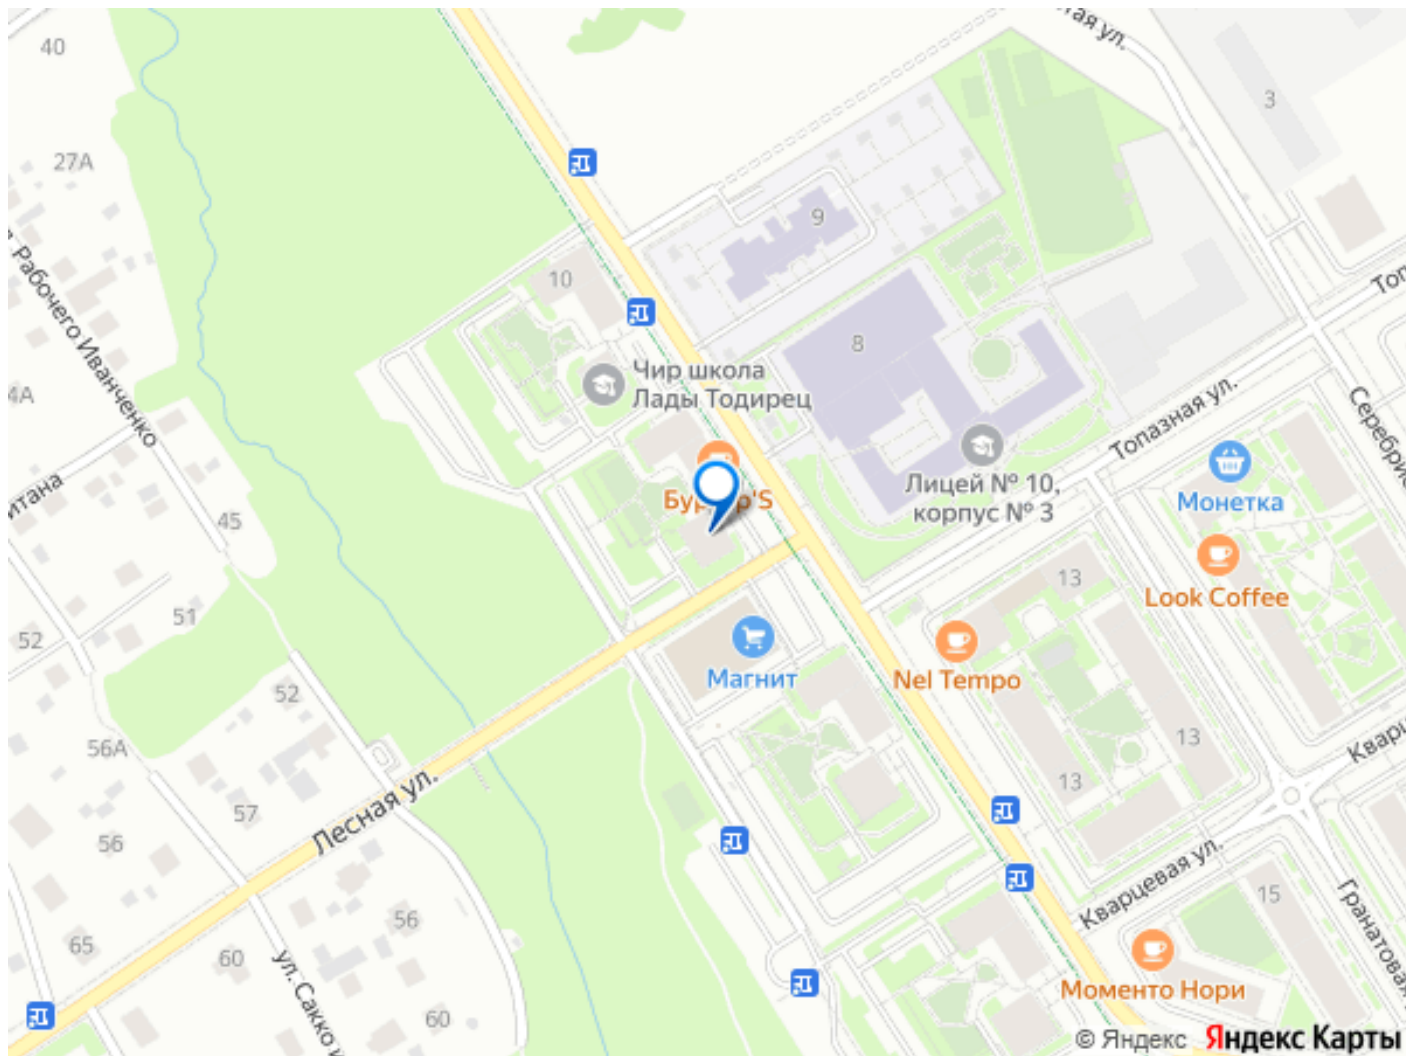 40
27А
3
9
10
8
Рабочего Иванченко
Чир школа
Лады Тодирец
4А
45
51
52
Топазная ул.
Лицей № 10,
корпус № 3
Монетка
Look Coffee
13
Магнит
Nel Tempo
52
56А
57
56
Лесная ул.
13
13
Кварцевая ул.
15
56
65
60
60
ул. Сакко и
Гранатовая
Моменто Нори
© Яндекс Яндекс Карты